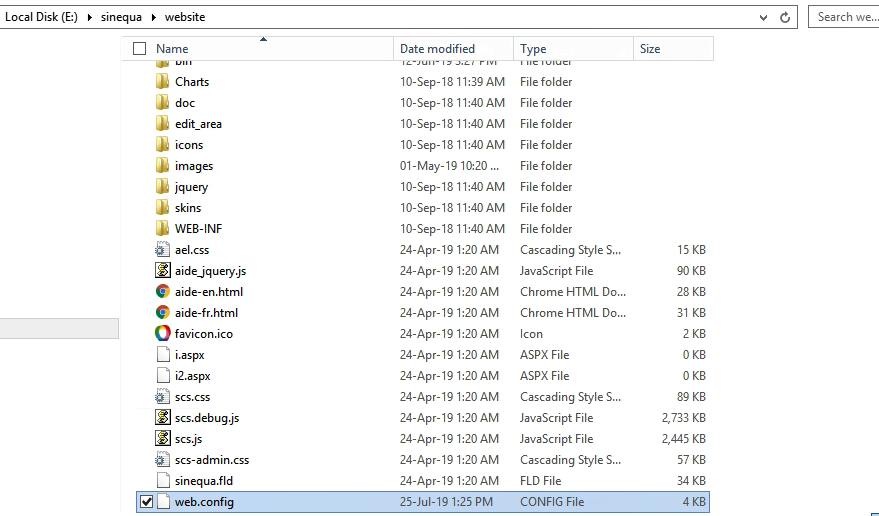 Local Disk (E:) sinequa website Search we...
Name Date modified Type Size
bin 12-Jun-19 3:27 PM File folder
Charts 10-Sep-18 11:39 AM File folder
doc 10-Sep-18 11:40 AM File folder
edit_area 10-Sep-18 11:40 AM File folder
icons 10-Sep-18 11:40 AM File folder
images 01-May-19 10:20 ... File folder
jquery 10-Sep-18 11:40 AM File folder
skins 10-Sep-18 11:40 AM File folder
WEB-INF 10-Sep-18 11:40 AM File folder
ael.css 24-Apr-19 1:20 AM Cascading Style S... 15 KB
aide_jquery.js 24-Apr-19 1:20 AM JavaScript File 90 KB
aide-en.html 24-Apr-19 1:20 AM Chrome HTML Do... 28 KB
aide-fr.html 24-Apr-19 1:20 AM Chrome HTML Do... 31 KB
favicon.ico 24-Apr-19 1:20 AM Icon 2 KB
i.aspx 24-Apr-19 1:20 AM ASPX File 0 KB
i2.aspx 24-Apr-19 1:20 AM ASPX File 0 KB
scs.css 24-Apr-19 1:20 AM Cascading Style S... 89 KB
scs.debug.js 24-Apr-19 1:20 AM JavaScript File 2,733 KB
scs.js 24-Apr-19 1:20 AM JavaScript File 2,445 KB
scs-admin.css 24-Apr-19 1:20 AM Cascading Style S... 57 KB
sinequa.fld 24-Apr-19 1:20 AM FLD File 34 KB
web.config 25-Jul-19 1:25 PM CONFIG File 4 KB